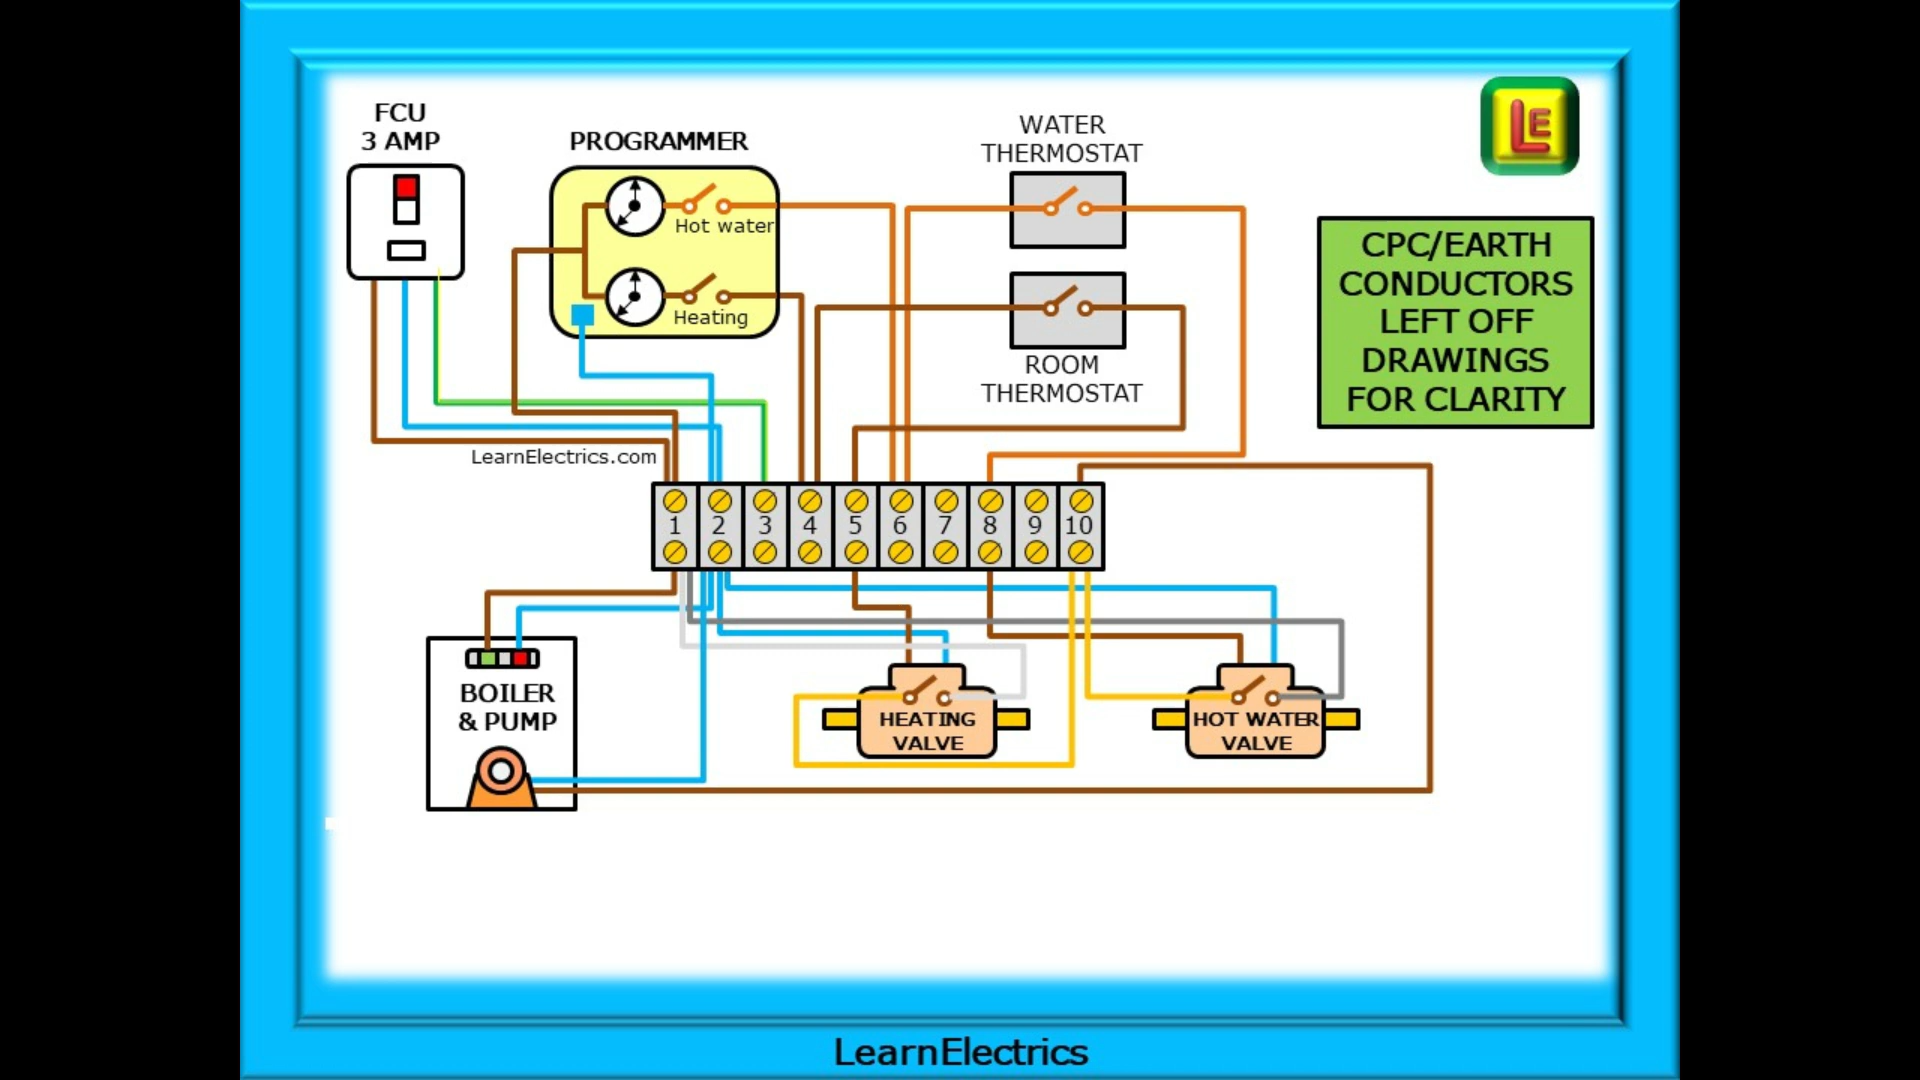 FCU
3 AMP
PROGRAMMER
Hot water
Heating
WATER
THERMOSTAT
ROOM
THERMOSTAT
LE
CPC/EARTH
CONDUCTORS
LEFT OFF
DRAWINGS
FOR CLARITY
LearnElectrics.com
1 2 3 4 5 6 7 8 9 10
BOILER
& PUMP
HEATING
VALVE
HOT WATER
VALVE
LearnElectrics